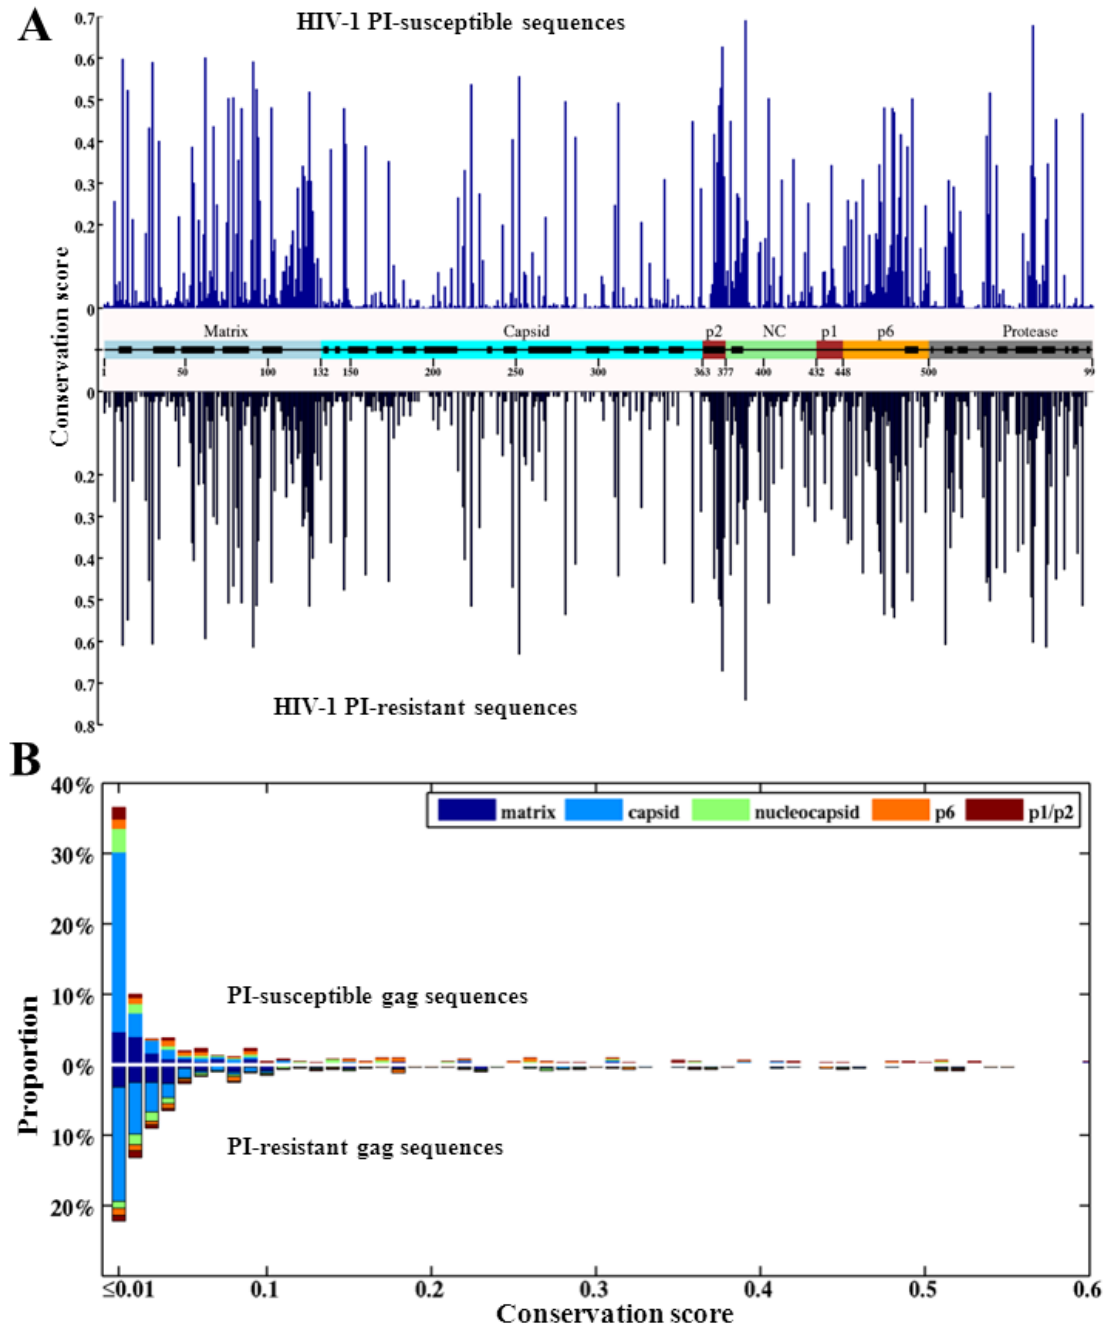 A
HIV-1 PI-susceptible sequences
Conservation score
0.7
0.6
0.5
0.4
0.3
0.2
0
Matrix Capsid p2 NC p1 p6 Protease
1 50 100 132 150 200 250 300 363 377 400 432 448 500 99
0
0.2
0.3
0.4
0.5
0.6
0.7
0.8
HIV-1 PI-resistant sequences
B
Proportion
40%
30%
20%
10%
0%
10%
20%
matrix capsid nucleocapsid p6 p1/p2
PI-susceptible gag sequences
PI-resistant gag sequences
≤0.01 0.1 0.2 0.3 0.4 0.5 0.6
Conservation score